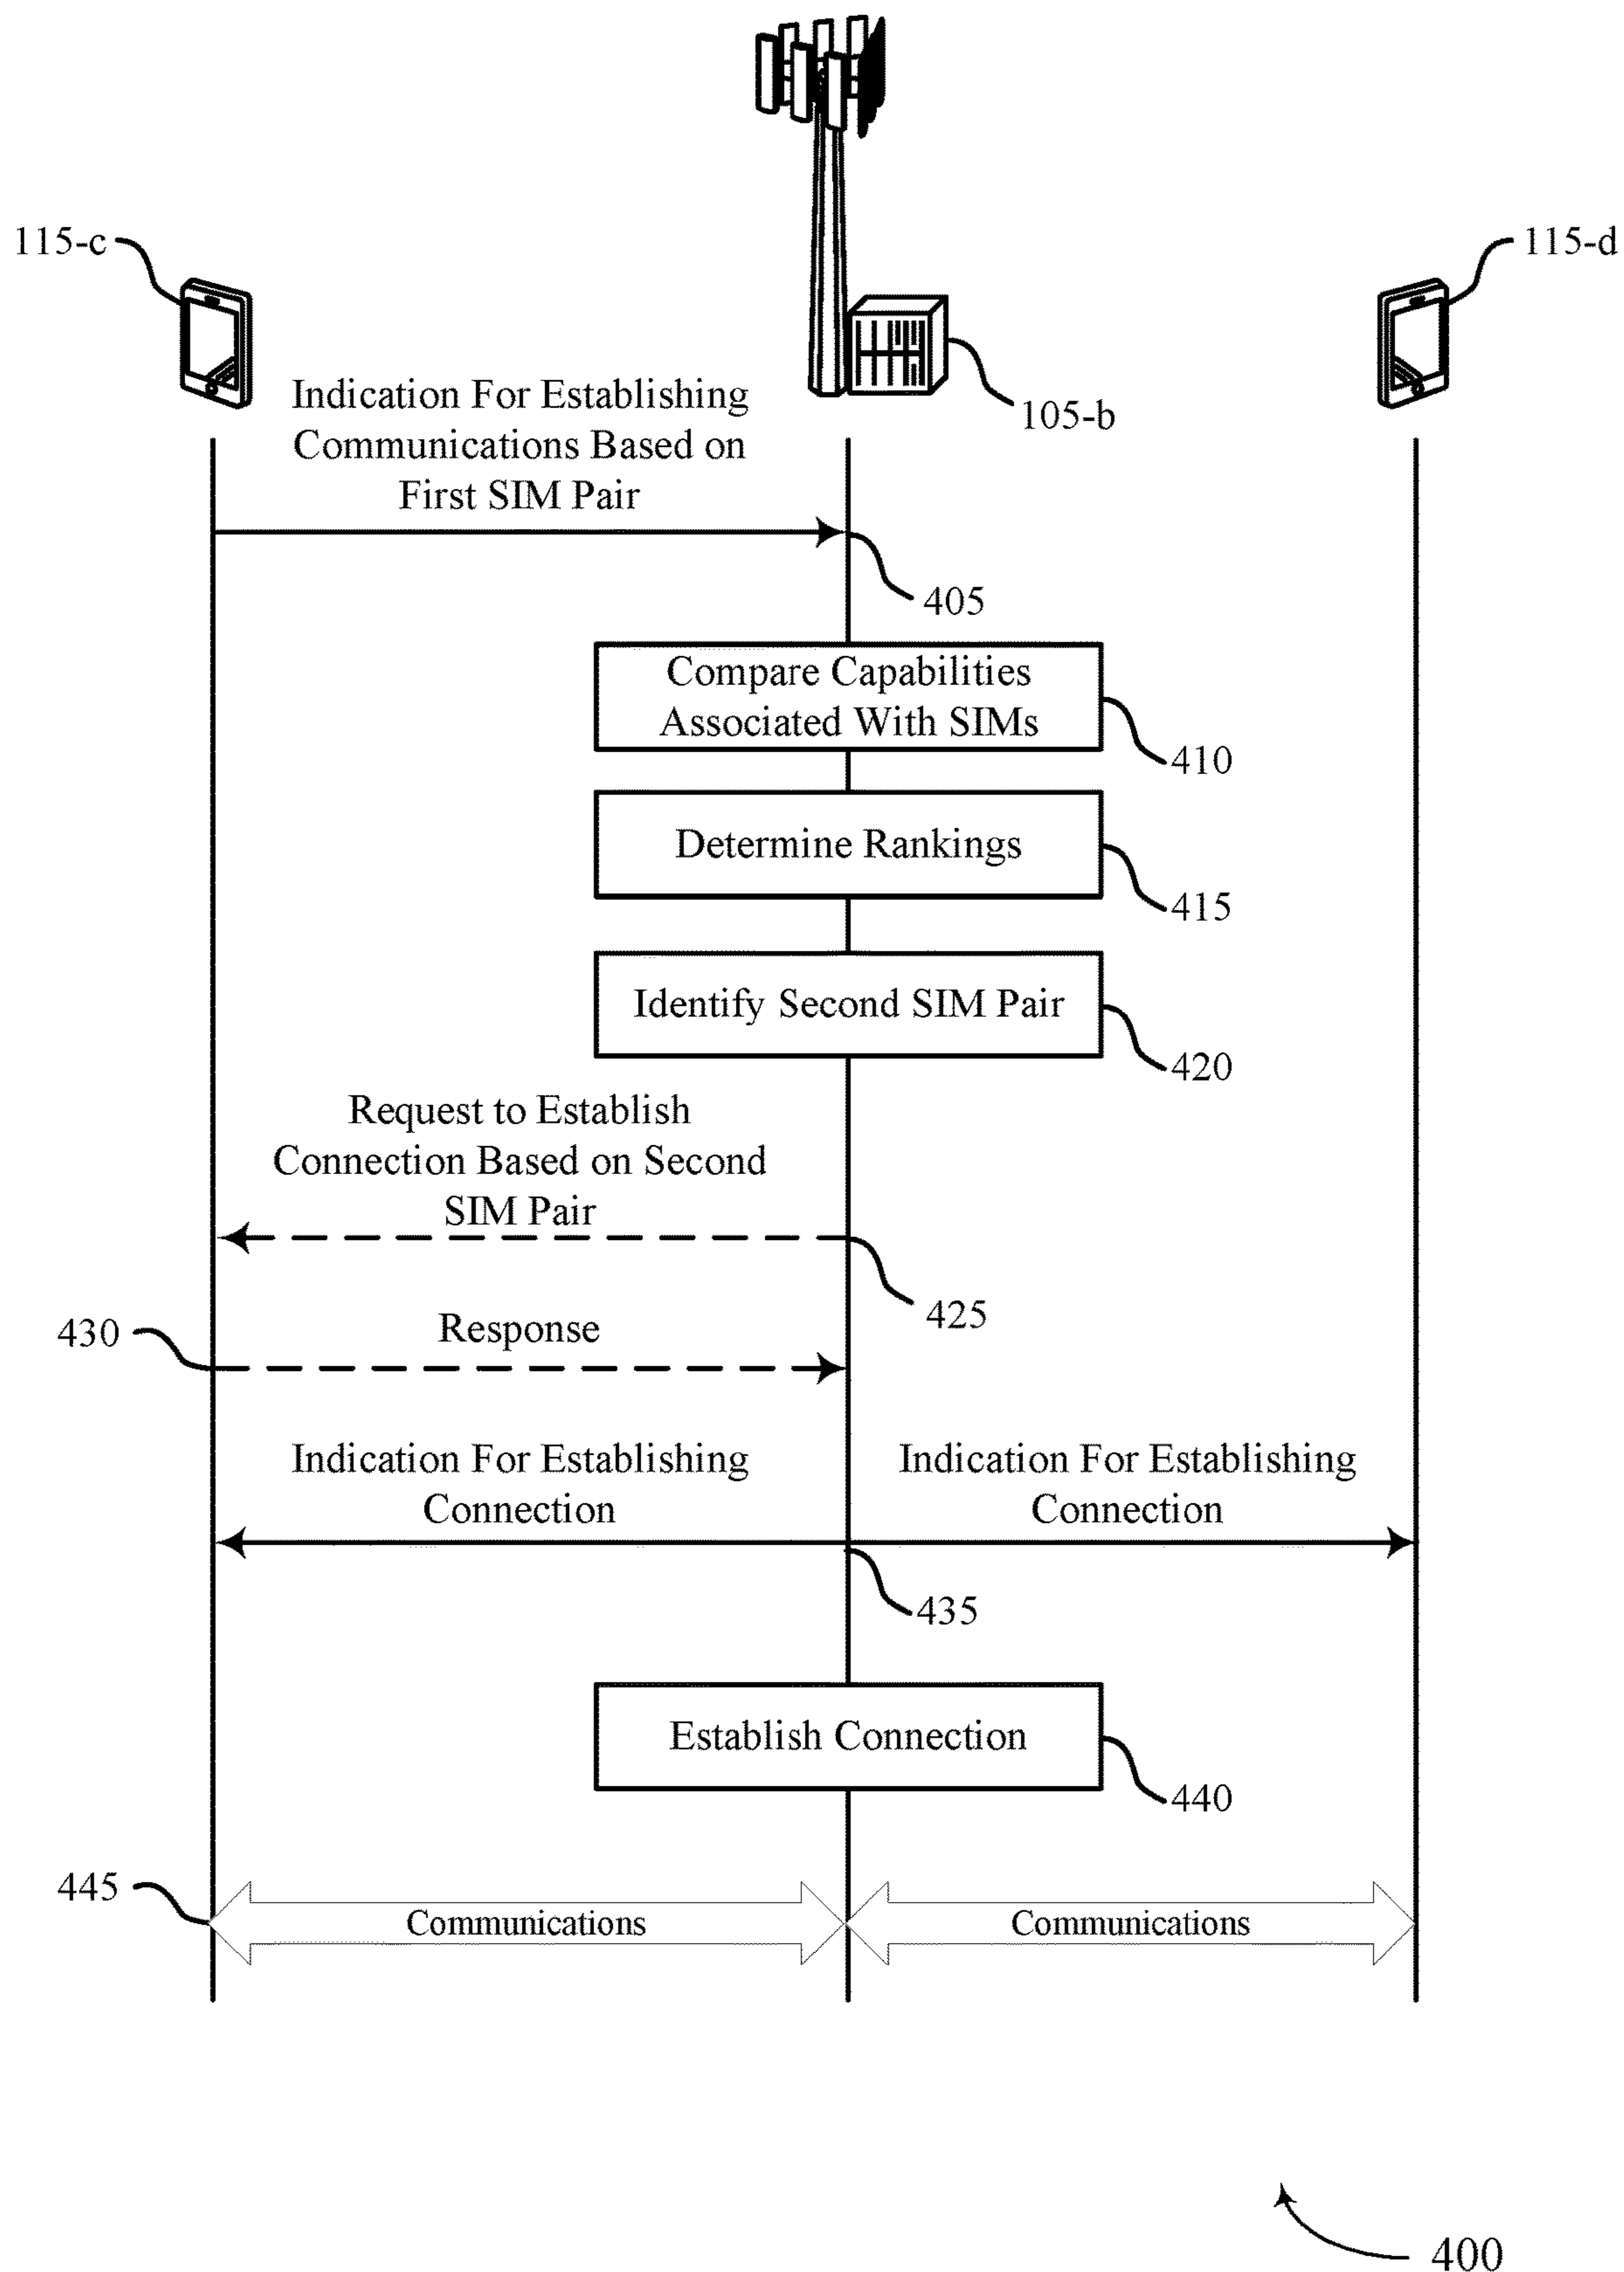 115-c
115-d
105-b
Indication For Establishing
Communications Based on
First SIM Pair
405
Compare Capabilities
Associated With SIMs
410
Determine Rankings
415
Identify Second SIM Pair
420
Request to Establish
Connection Based on Second
SIM Pair
425
430
Response
Indication For Establishing
Connection
Indication For Establishing
Connection
435
Establish Connection
440
445
Communications
Communications
400